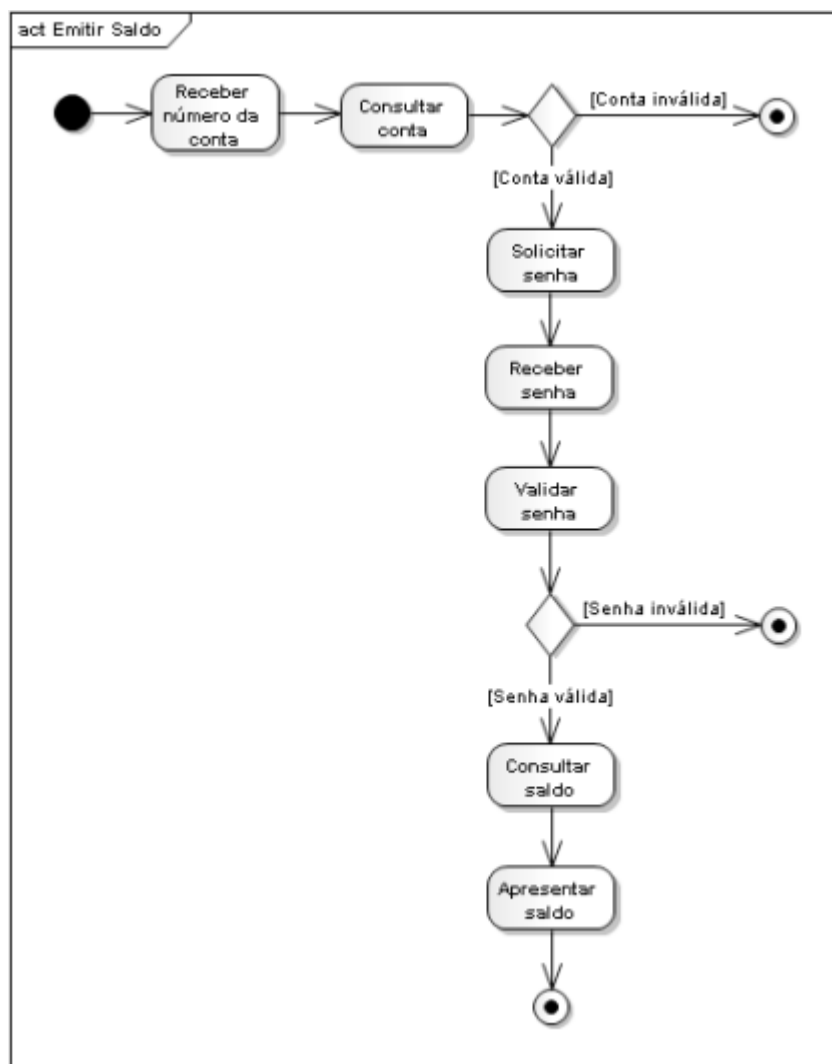 act Emitir Saldo
Receber
número da
conta
Consultar
conta
[Conta inválida]
[Conta válida]
Solicitar
senha
Receber
senha
Validar
senha
[Senha inválida]
[Senha válida]
Consultar
saldo
Apresentar
saldo